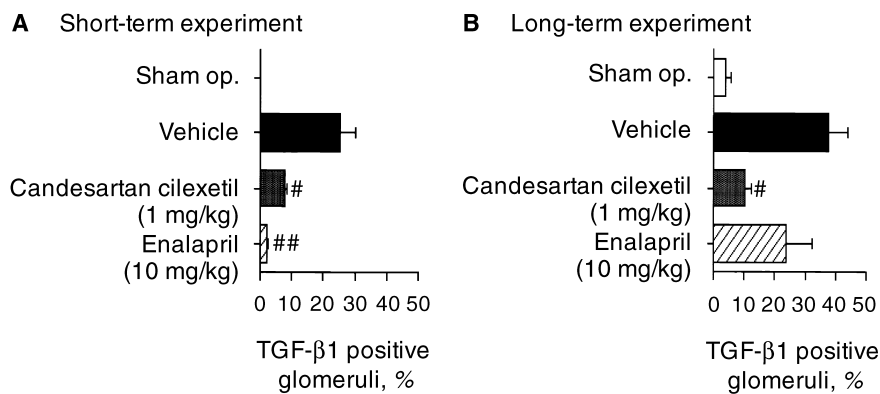 A Short-term experiment
Sham op.
Vehicle
Candesartan cilexetil
(1 mg/kg)
#
Enalapril
(10 mg/kg)
##
0 10 20 30 40 50
TGF-β1 positive
glomeruli, %
B Long-term experiment
Sham op.
Vehicle
Candesartan cilexetil
(1 mg/kg)
#
Enalapril
(10 mg/kg)
0 10 20 30 40 50
TGF-β1 positive
glomeruli, %